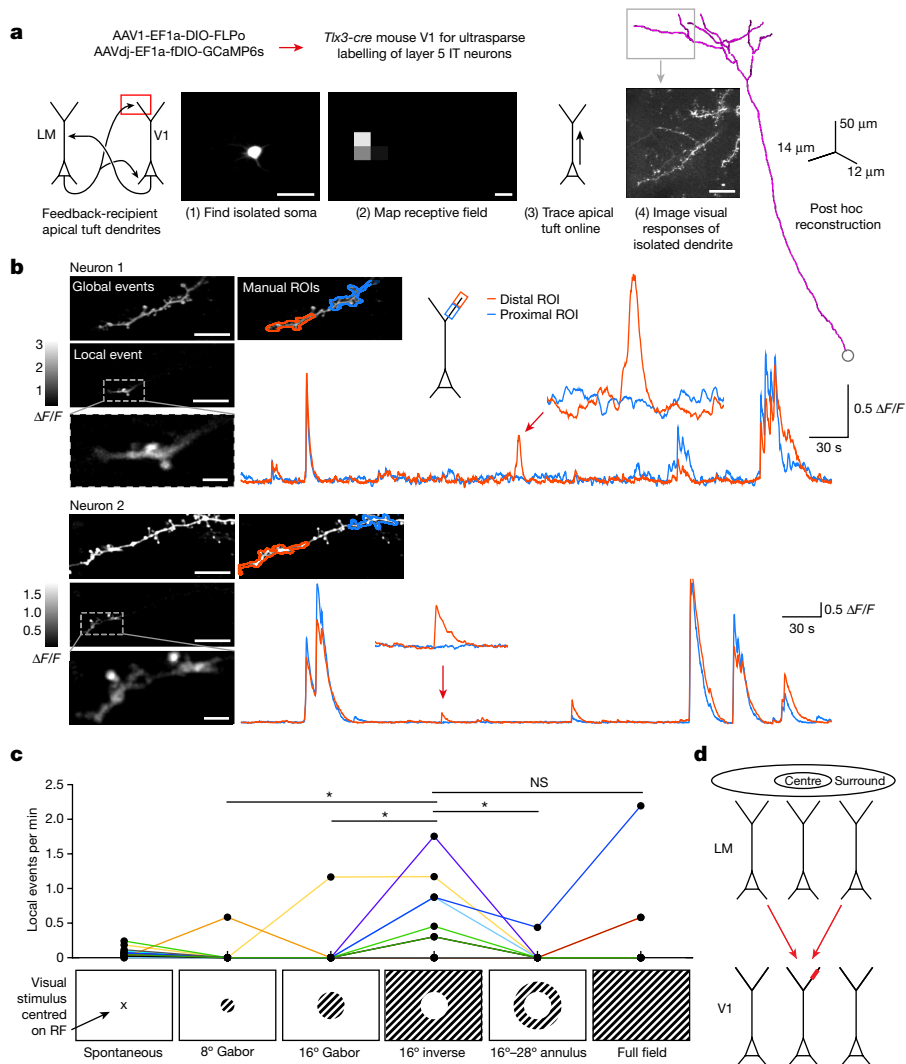 a
AAV1-EF1a-DIO-FLPo
AAVdj-EF1a-fDIO-GCaMP6s
Tlx3-cre mouse V1 for ultrasparse
labelling of layer 5 IT neurons
LM
V1
Feedback-recipient
apical tuft dendrites
(1) Find isolated soma
(2) Map receptive field
(3) Trace apical
tuft online
(4) Image visual
responses of
isolated dendrite
50 µm
14 µm
12 µm
Post hoc
reconstruction
b
Neuron 1
Global events
Manual ROIs
Local event
3
2
1
ΔF/F
Distal ROI
Proximal ROI
0.5 ΔF/F
30 s
Neuron 2
1.5
1.0
0.5
ΔF/F
0.5 ΔF/F
30 s
c
Local events per min
2.5
2.0
1.5
1.0
0.5
0
*
*
*
NS
Visual
stimulus
centred
on RF
x
Spontaneous
8º Gabor
16º Gabor
16º inverse
16º–28º annulus
Full field
d
Centre
Surround
LM
V1